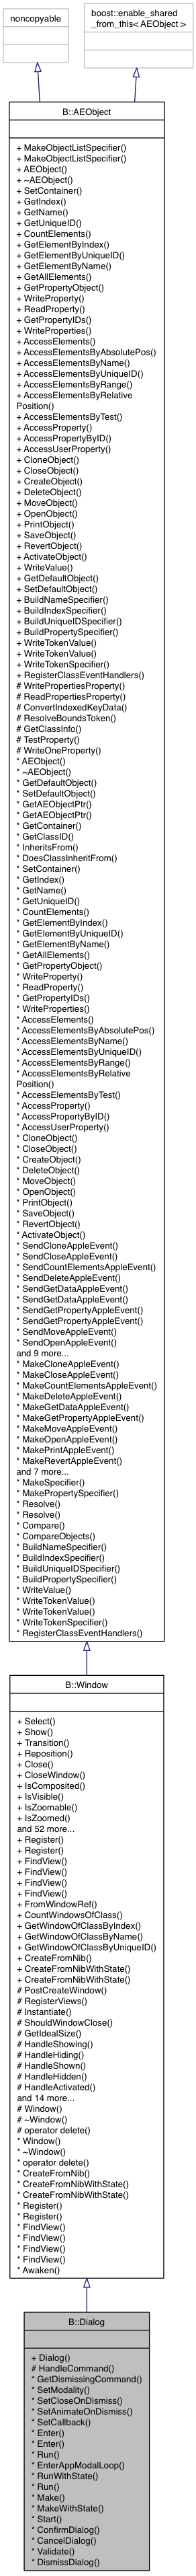 noncopyable
boost::enable_shared
_from_this< AEObject >
B::AEObject
+ MakeObjectListSpecifier()
+ MakeObjectListSpecifier()
+ AEObject()
+ ~AEObject()
+ SetContainer()
+ GetIndex()
+ GetName()
+ GetUniqueID()
+ CountElements()
+ GetElementByIndex()
+ GetElementByUniqueID()
+ GetElementByName()
+ GetAllElements()
+ GetPropertyObject()
+ WriteProperty()
+ ReadProperty()
+ GetPropertyIDs()
+ WriteProperties()
+ AccessElements()
+ AccessElementsByAbsolutePos()
+ AccessElementsByName()
+ AccessElementsByUniqueID()
+ AccessElementsByRange()
+ AccessElementsByRelative
Position()
+ AccessElementsByTest()
+ AccessProperty()
+ AccessPropertyByID()
+ AccessUserProperty()
+ CloneObject()
+ CloseObject()
+ CreateObject()
+ DeleteObject()
+ MoveObject()
+ OpenObject()
+ PrintObject()
+ SaveObject()
+ RevertObject()
+ ActivateObject()
+ WriteValue()
+ GetDefaultObject()
+ SetDefaultObject()
+ BuildNameSpecifier()
+ BuildIndexSpecifier()
+ BuildUniqueIDSpecifier()
+ BuildPropertySpecifier()
+ WriteTokenValue()
+ WriteTokenValue()
+ WriteTokenSpecifier()
+ RegisterClassEventHandlers()
# WritePropertiesProperty()
# ReadPropertiesProperty()
# ConvertIndexedKeyData()
# ResolveBoundsToken()
# GetClassInfo()
# TestProperty()
# WriteOneProperty()
* AEObject()
* ~AEObject()
* GetDefaultObject()
* SetDefaultObject()
* GetAEObjectPtr()
* GetAEObjectPtr()
* GetContainer()
* GetClassID()
* InheritsFrom()
* DoesClassInheritFrom()
* SetContainer()
* GetIndex()
* GetName()
* GetUniqueID()
* CountElements()
* GetElementByIndex()
* GetElementByUniqueID()
* GetElementByName()
* GetAllElements()
* GetPropertyObject()
* WriteProperty()
* ReadProperty()
* GetPropertyIDs()
* WriteProperties()
* AccessElements()
* AccessElementsByAbsolutePos()
* AccessElementsByName()
* AccessElementsByUniqueID()
* AccessElementsByRange()
* AccessElementsByRelative
Position()
* AccessElementsByTest()
* AccessProperty()
* AccessPropertyByID()
* AccessUserProperty()
* CloneObject()
* CloseObject()
* CreateObject()
* DeleteObject()
* MoveObject()
* OpenObject()
* PrintObject()
* SaveObject()
* RevertObject()
* ActivateObject()
* SendCloneAppleEvent()
* SendCloseAppleEvent()
* SendCountElementsAppleEvent()
* SendDeleteAppleEvent()
* SendGetDataAppleEvent()
* SendGetDataAppleEvent()
* SendGetPropertyAppleEvent()
* SendGetPropertyAppleEvent()
* SendMoveAppleEvent()
* SendOpenAppleEvent()
and 9 more...
* MakeCloneAppleEvent()
* MakeCloseAppleEvent()
* MakeCountElementsAppleEvent()
* MakeDeleteAppleEvent()
* MakeGetDataAppleEvent()
* MakeGetPropertyAppleEvent()
* MakeMoveAppleEvent()
* MakeOpenAppleEvent()
* MakePrintAppleEvent()
* MakeRevertAppleEvent()
and 7 more...
* MakeSpecifier()
* MakePropertySpecifier()
* Resolve()
* Resolve()
* Compare()
* CompareObjects()
* BuildNameSpecifier()
* BuildIndexSpecifier()
* BuildUniqueIDSpecifier()
* BuildPropertySpecifier()
* WriteValue()
* WriteTokenValue()
* WriteTokenValue()
* WriteTokenSpecifier()
* RegisterClassEventHandlers()
B::Window
+ Select()
+ Show()
+ Transition()
+ Reposition()
+ Close()
+ CloseWindow()
+ IsComposited()
+ IsVisible()
+ IsZoomable()
+ IsZoomed()
and 52 more...
+ Register()
+ Register()
+ FindView()
+ FindView()
+ FindView()
+ FindView()
+ FromWindowRef()
+ CountWindowsOfClass()
+ GetWindowOfClassByIndex()
+ GetWindowOfClassByName()
+ GetWindowOfClassByUniqueID()
+ CreateFromNib()
+ CreateFromNibWithState()
+ CreateFromNibWithState()
# PostCreateWindow()
# RegisterViews()
# Instantiate()
# ShouldWindowClose()
# GetIdealSize()
# HandleShowing()
# HandleHiding()
# HandleShown()
# HandleHidden()
# HandleActivated()
and 14 more...
# Window()
# ~Window()
# operator delete()
* Window()
* ~Window()
* operator delete()
* CreateFromNib()
* CreateFromNibWithState()
* CreateFromNibWithState()
* Register()
* Register()
* FindView()
* FindView()
* FindView()
* FindView()
* Awaken()
B::Dialog
+ Dialog()
# HandleCommand()
* GetDismissingCommand()
* SetModality()
* SetCloseOnDismiss()
* SetAnimateOnDismiss()
* SetCallback()
* Enter()
* Enter()
* Run()
* EnterAppModalLoop()
* RunWithState()
* Run()
* Make()
* MakeWithState()
* Start()
* ConfirmDialog()
* CancelDialog()
* Validate()
* DismissDialog()